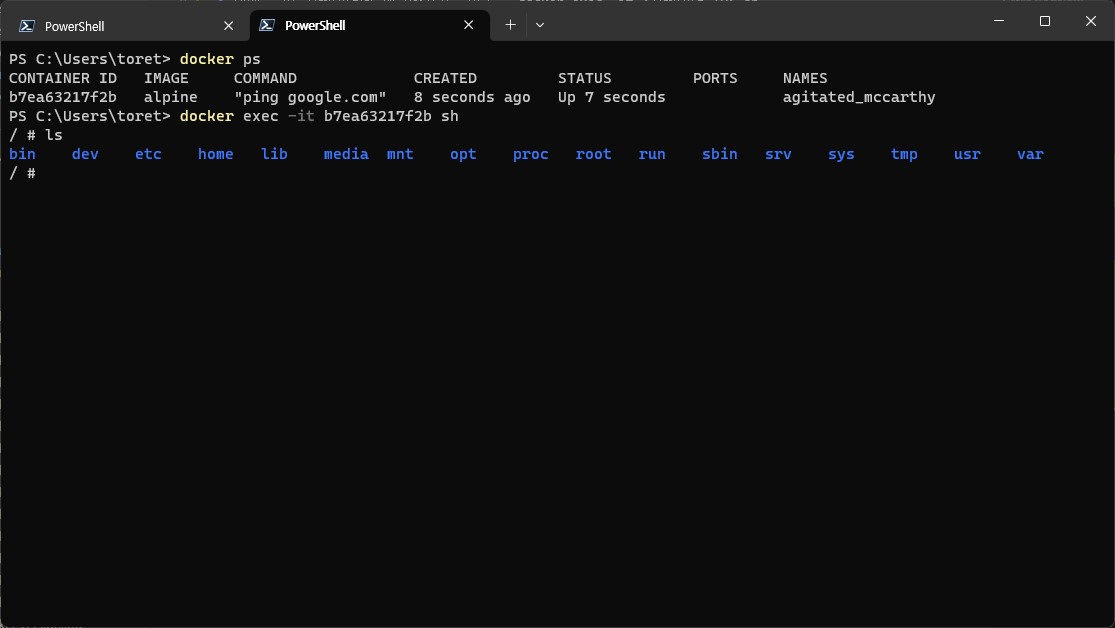 PowerShell PowerShell
PS C:\Users\toret> docker ps
CONTAINER ID   IMAGE     COMMAND             CREATED         STATUS         PORTS     NAMES
b7ea63217f2b   alpine    "ping google.com"   8 seconds ago   Up 7 seconds             agitated_mccarthy
PS C:\Users\toret> docker exec -it b7ea63217f2b sh
/ # ls
bin    dev    etc    home   lib    media  mnt    opt    proc   root   run    sbin   srv    sys    tmp    usr    var
/ #